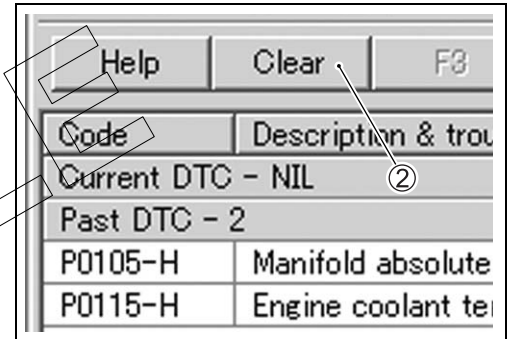 Help Clear F3
Code Description & trou
Current DTC - NIL ②
Past DTC - 2
P0105-H Manifold absolute
P0115-H Engine coolant te